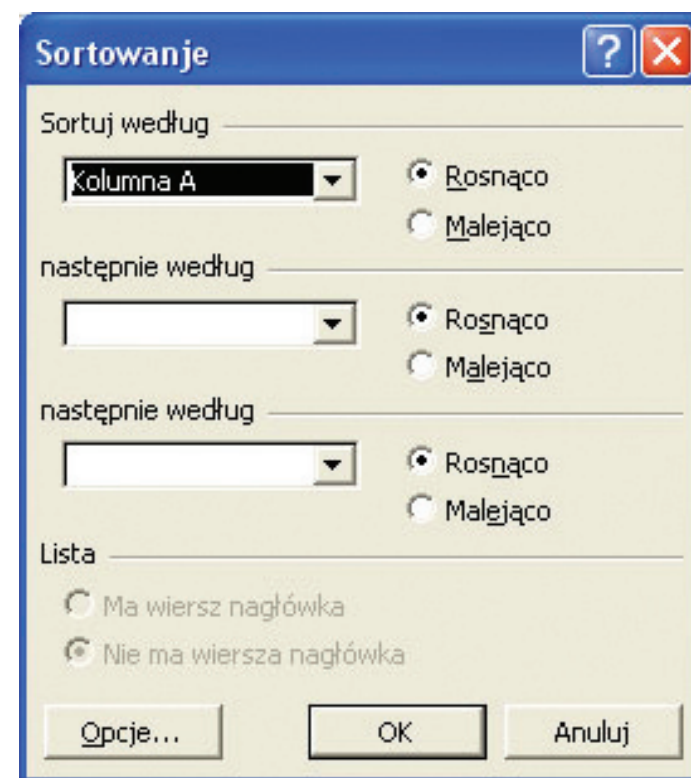 Sortowanje
Sortuj według
Kolumna A
Rosnąco
Malejąco
następnie według
Rosnąco
Malejąco
następnie według
Rosnąco
Malejąco
Lista
Ma wiersz nagłówka
Nie ma wiersza nagłówka
Opcje... OK Anuluj